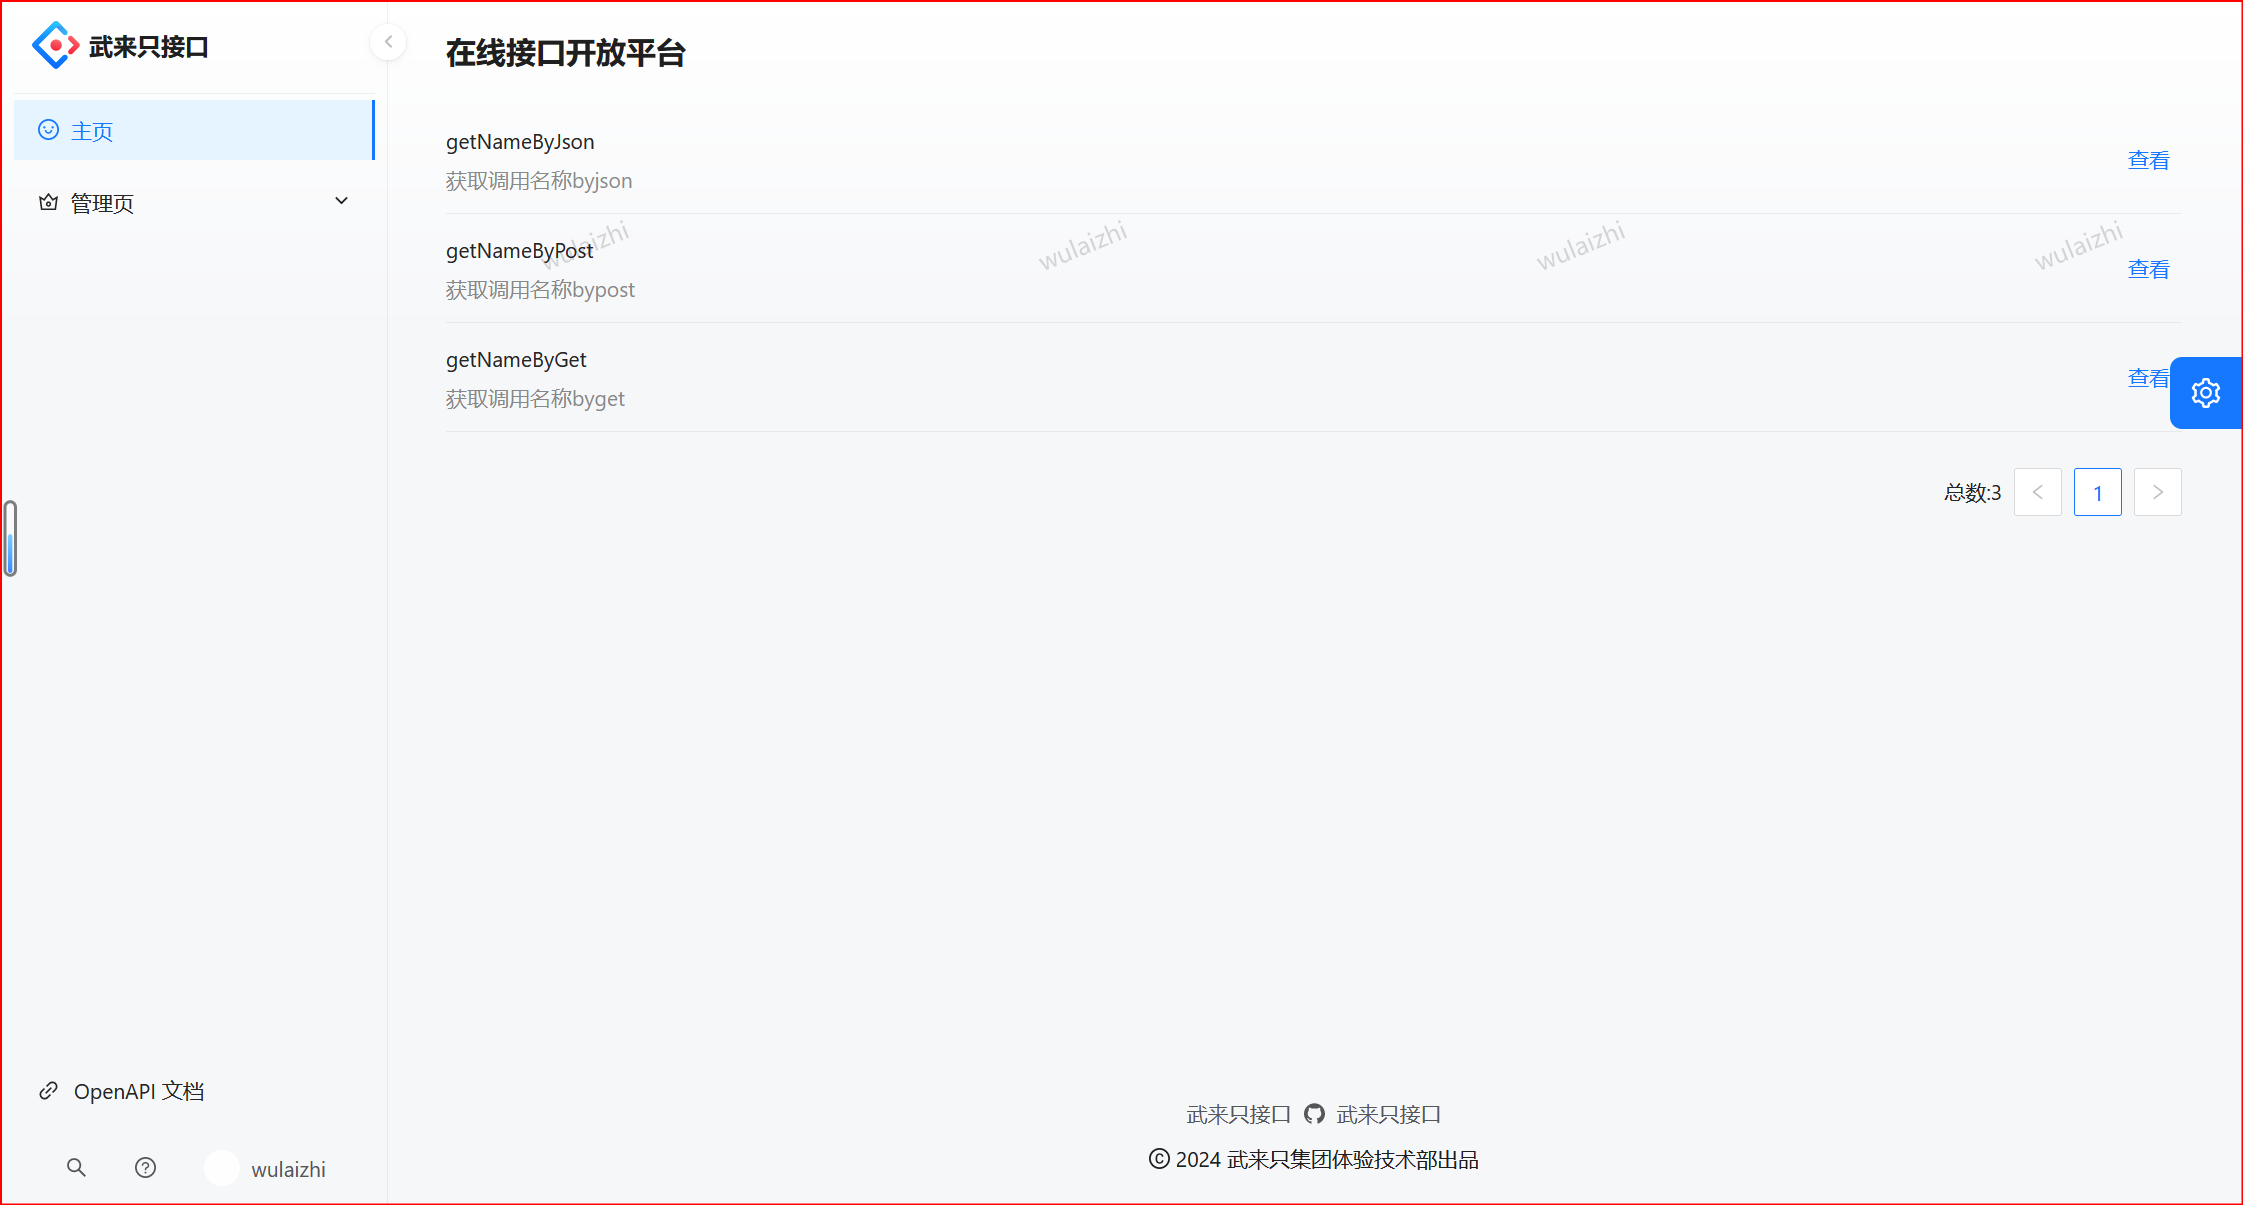 武来只接口
主页
管理页
在线接口开放平台
getNameByJson
获取调用名称byjson
查看
wulaizhi wulaizhi wulaizhi wulaizhi
getNameByPost
获取调用名称bypost
查看
getNameByGet
获取调用名称byget
查看
总数:3 < 1 >
OpenAPI 文档
wulaizhi
武来只接口 武来只接口
© 2024 武来只集团体验技术部出品